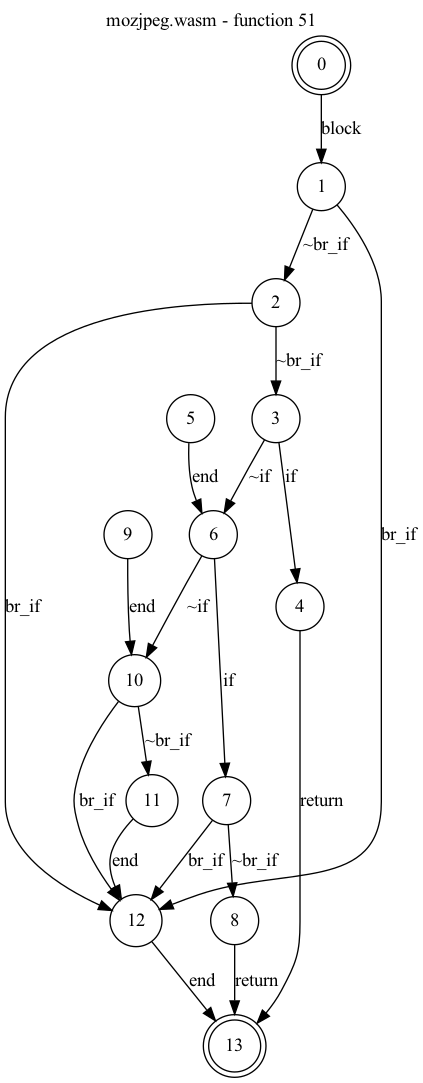 mozjpeg.wasm - function 51
0
block
1
~br_if
2
~br_if
5
3
end
~if
if
9
6
br_if
end
~if
br_if
4
10
if
~br_if
br_if
11
7
return
end
br_if
~br_if
12
8
end
return
13